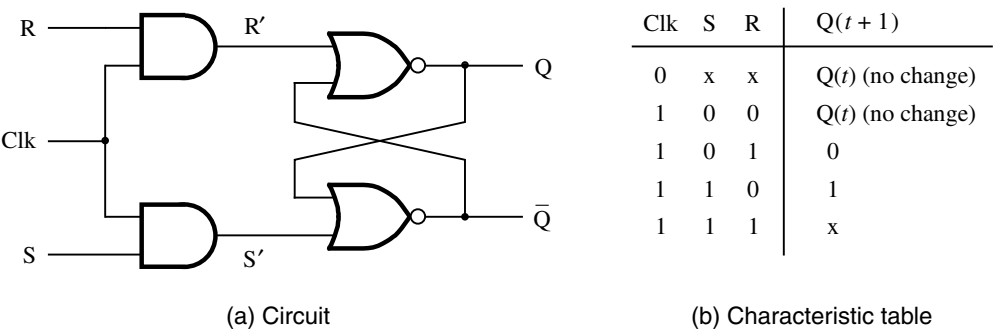 R
R′
Q
Clk
S
S′
Q̅
(a) Circuit
Clk S R Q(t + 1)
0 x x Q(t) (no change)
1 0 0 Q(t) (no change)
1 0 1 0
1 1 0 1
1 1 1 x
(b) Characteristic table